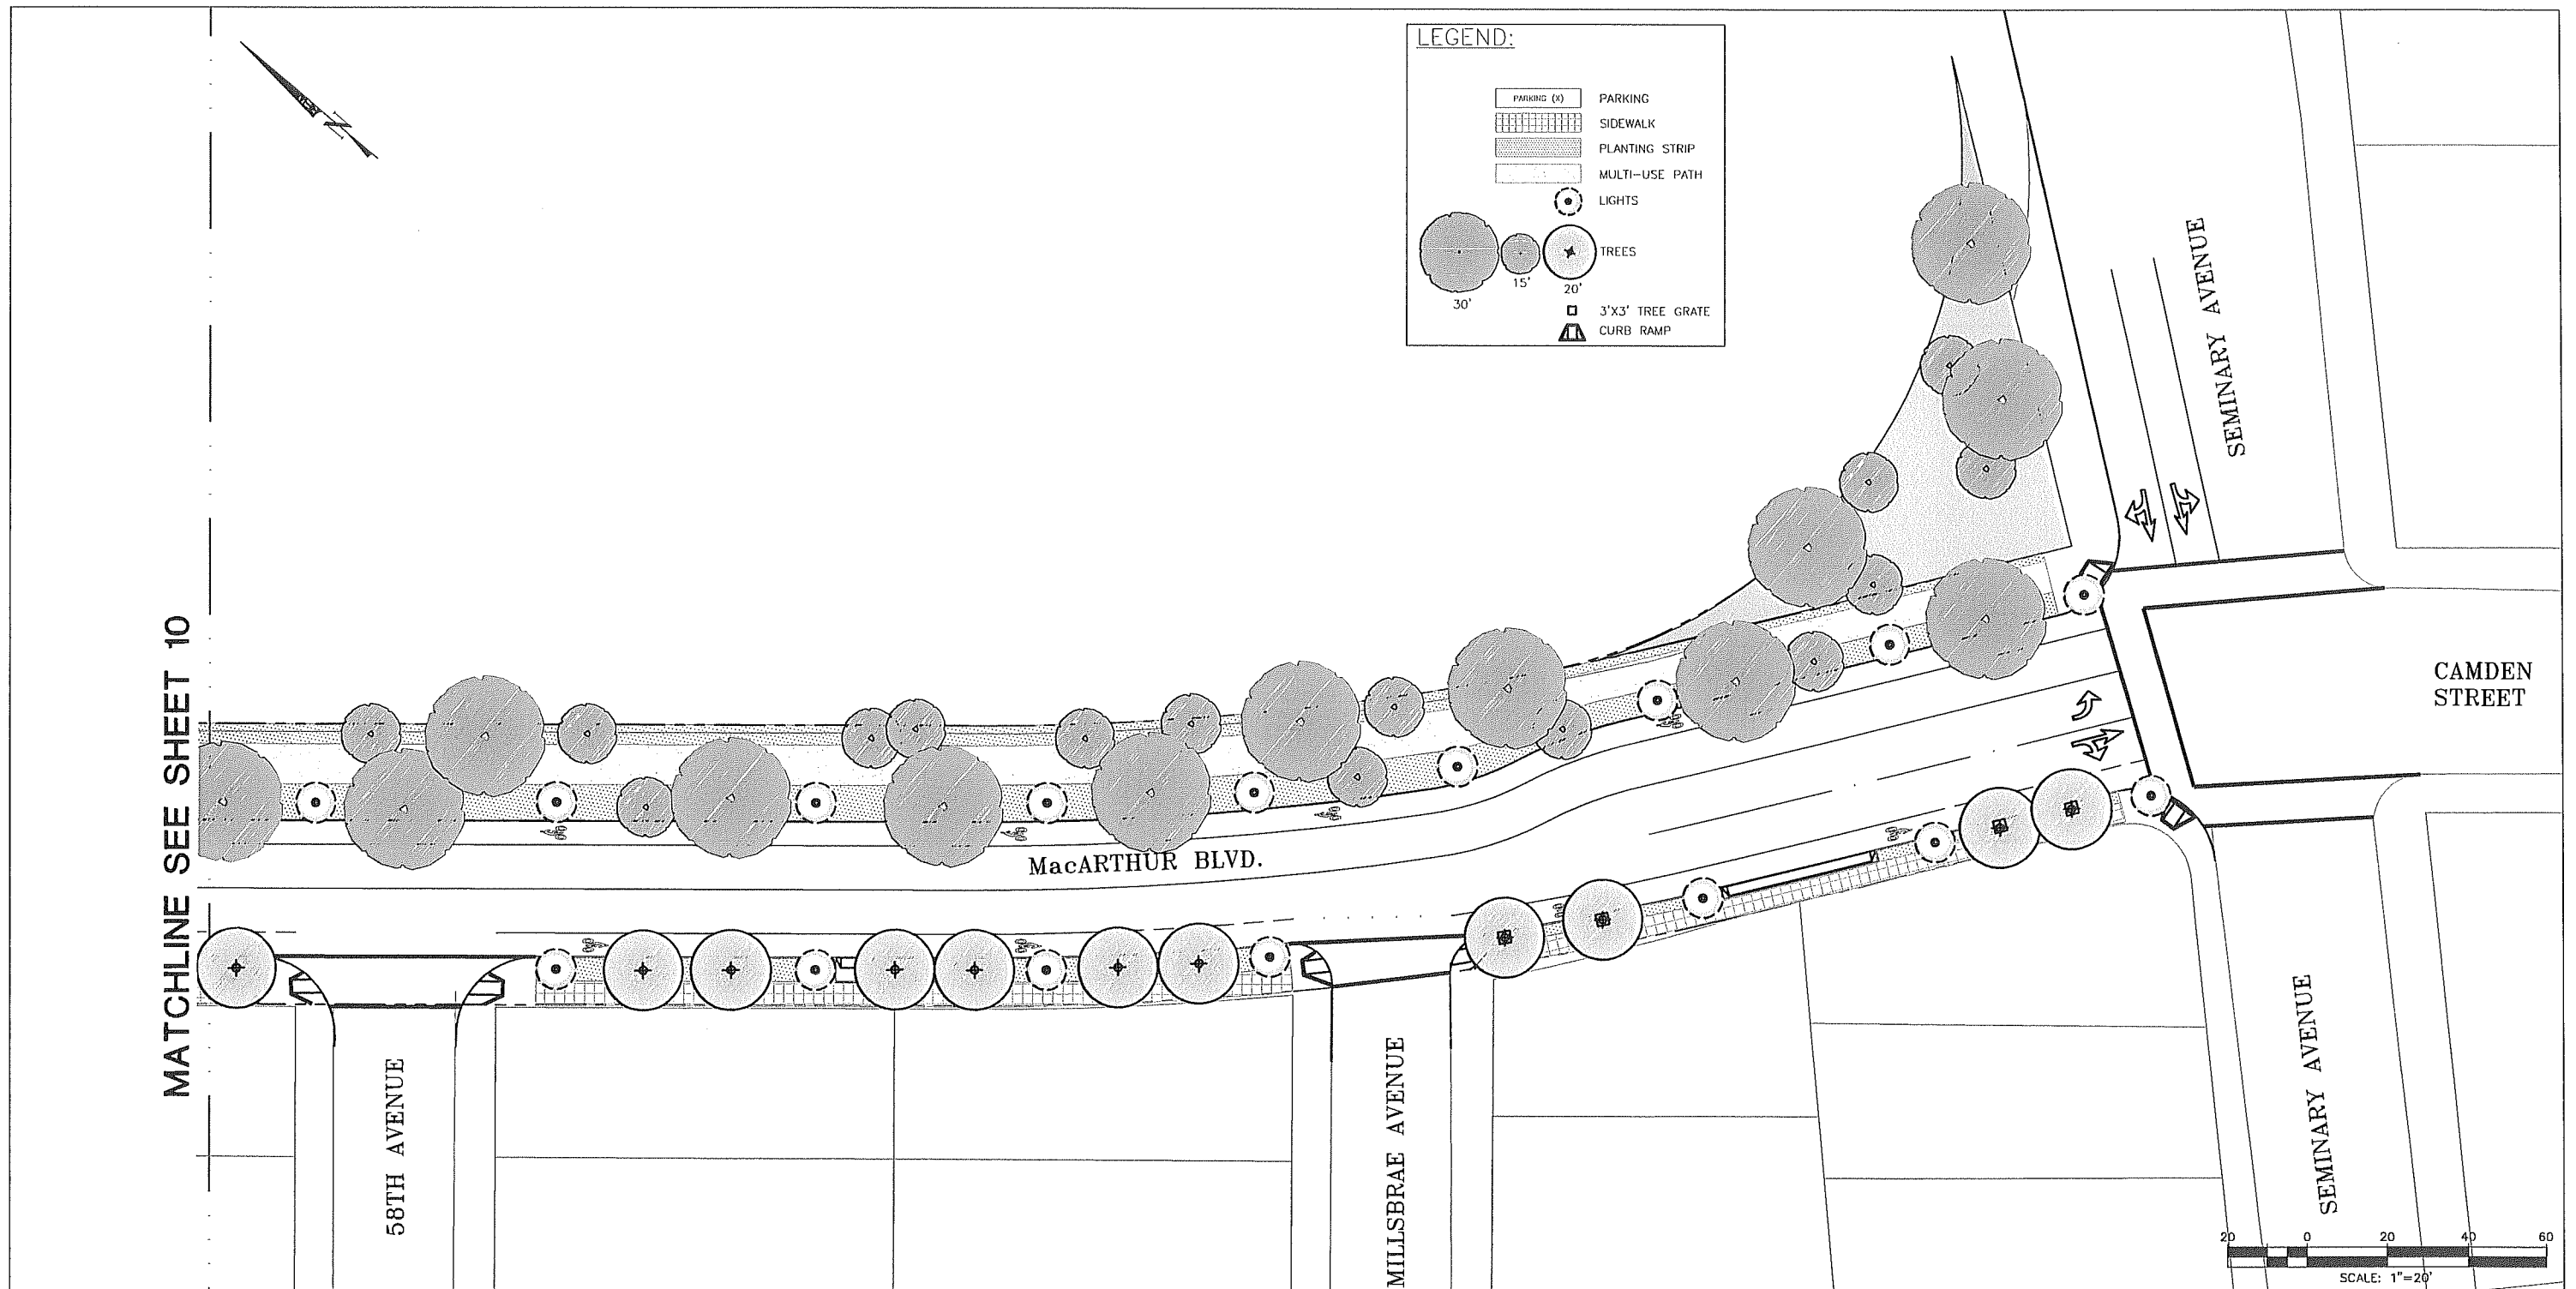 LEGEND:
PARKING (X) PARKING
SIDEWALK
PLANTING STRIP
MULTI-USE PATH
LIGHTS
TREES
30' 15' 20'
3'X3' TREE GRATE
CURB RAMP
N
MATCHLINE SEE SHEET 10
SEMINARY AVENUE
CAMDEN
STREET
MacARTHUR BLVD.
58TH AVENUE
MILLSBRAE AVENUE
SEMINARY AVENUE
20 0 20 40 60
SCALE: 1"=20'